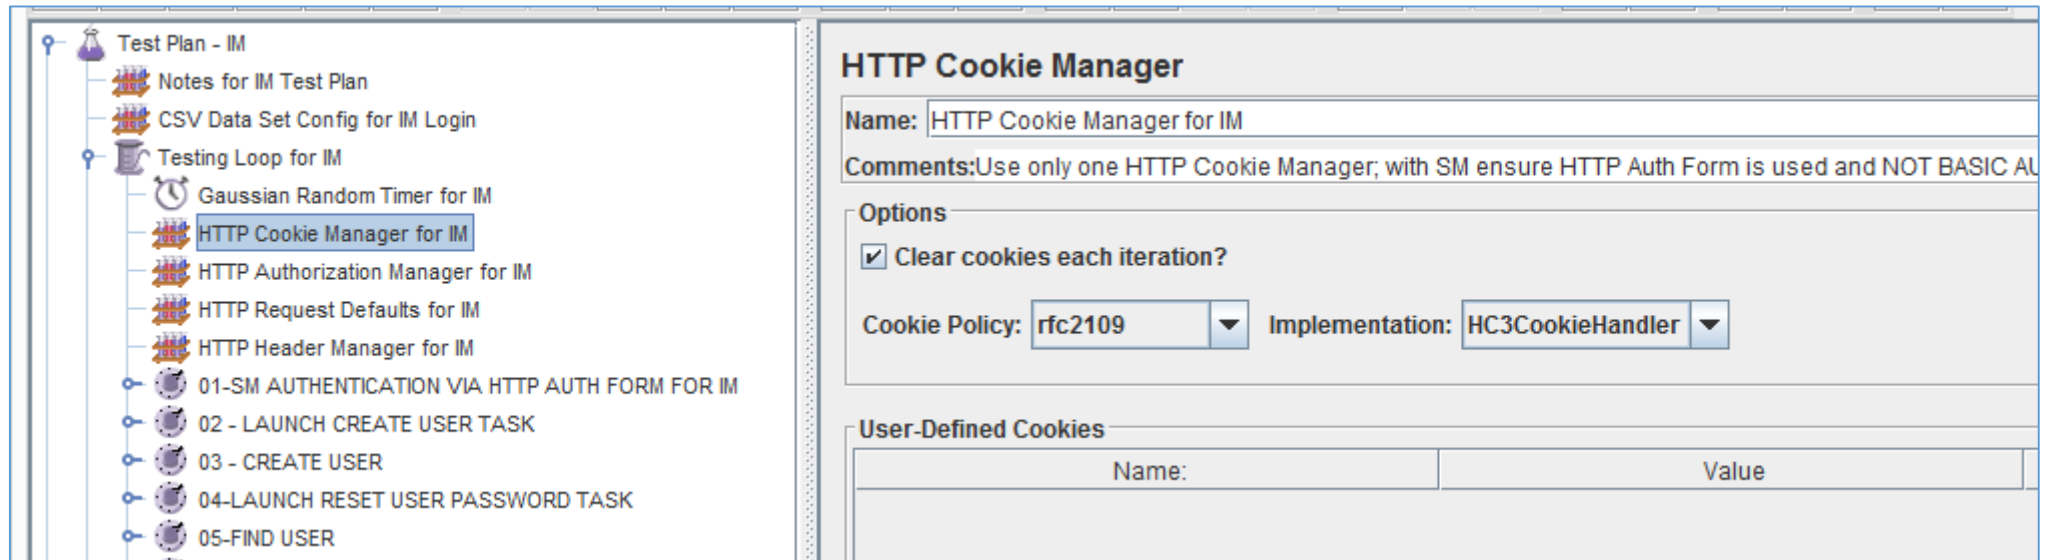 Test Plan - IM
Notes for IM Test Plan
CSV Data Set Config for IM Login
Testing Loop for IM
Gaussian Random Timer for IM
HTTP Cookie Manager for IM
HTTP Authorization Manager for IM
HTTP Request Defaults for IM
HTTP Header Manager for IM
01-SM AUTHENTICATION VIA HTTP AUTH FORM FOR IM
02 - LAUNCH CREATE USER TASK
03 - CREATE USER
04-LAUNCH RESET USER PASSWORD TASK
05-FIND USER
HTTP Cookie Manager
Name: HTTP Cookie Manager for IM
Comments:Use only one HTTP Cookie Manager; with SM ensure HTTP Auth Form is used and NOT BASIC AU
Options
Clear cookies each iteration?
Cookie Policy: rfc2109 Implementation: HC3CookieHandler
User-Defined Cookies
Name: Value